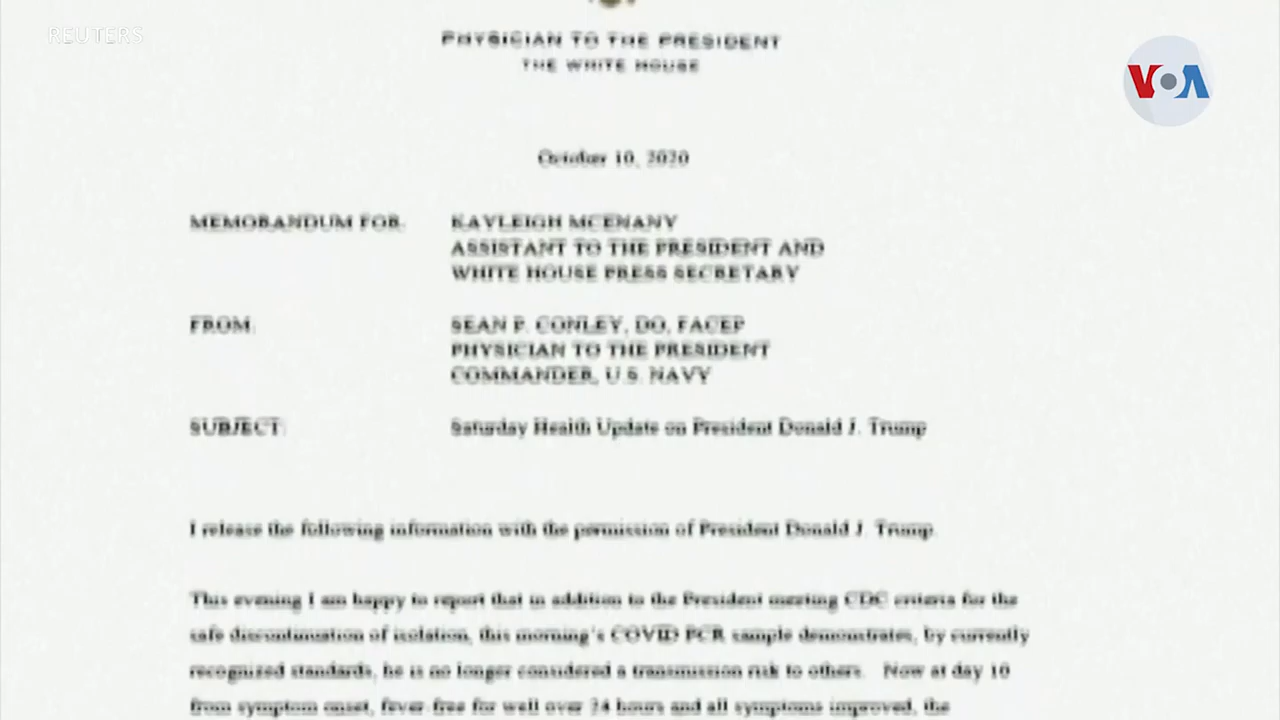 REUTERS
VOA
PHYSICIAN TO THE PRESIDENT
THE WHITE HOUSE
October 10, 2020
MEMORANDUM FOR: KAYLEIGH MCENANY
ASSISTANT TO THE PRESIDENT AND
WHITE HOUSE PRESS SECRETARY
FROM: SEAN P. CONLEY, DO, FACEP
PHYSICIAN TO THE PRESIDENT
COMMANDER, U.S. NAVY
SUBJECT: Saturday Health Update on President Donald J. Trump
I release the following information with the permission of President Donald J. Trump.
This evening I am happy to report that in addition to the President meeting CDC criteria for the
safe discontinuation of isolation, this morning's COVID PCR sample demonstrates, by currently
recognized standards, he is no longer considered a transmission risk to others. Now at day 10
from symptom onset, fever-free for well over 24 hours and all symptoms improved, the